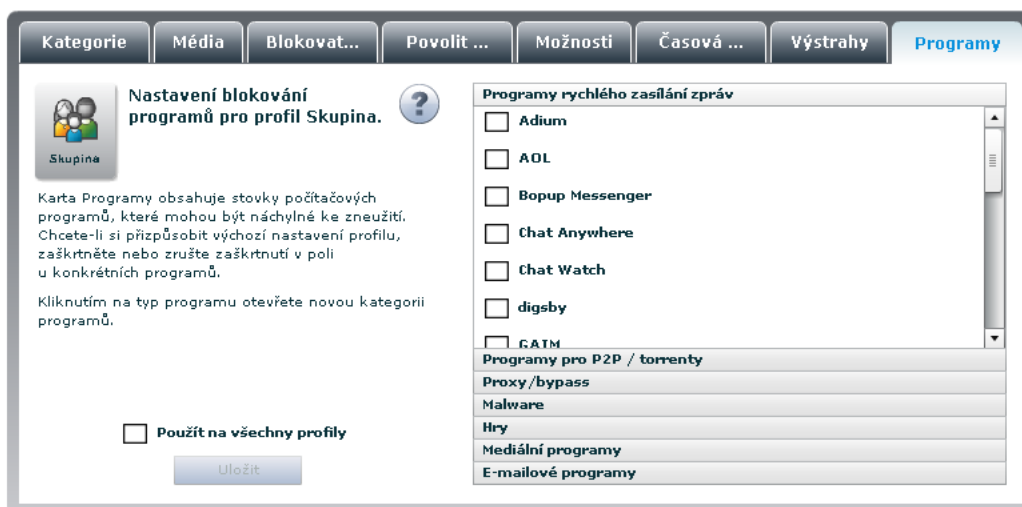 Kategorie
Média
Blokovat...
Povolit ...
Možnosti
Časová ...
Výstrahy
Programy
Skupina
Nastavení blokování
programů pro profil Skupina.
?
Karta Programy obsahuje stovky počítačových
programů, které mohou být náchylné ke zneužití.
Chcete-li si přizpůsobit výchozí nastavení profilu,
zaškrtněte nebo zrušte zaškrtnutí v poli
u konkrétních programů.
Kliknutím na typ programu otevřete novou kategorii
programů.
Použít na všechny profily
Uložit
Programy rychlého zasílání zpráv
Adium
AOL
Bopup Messenger
Chat Anywhere
Chat Watch
digsby
GAIM
Programy pro P2P / torrenty
Proxy/bypass
Malware
Hry
Mediální programy
E-mailové programy